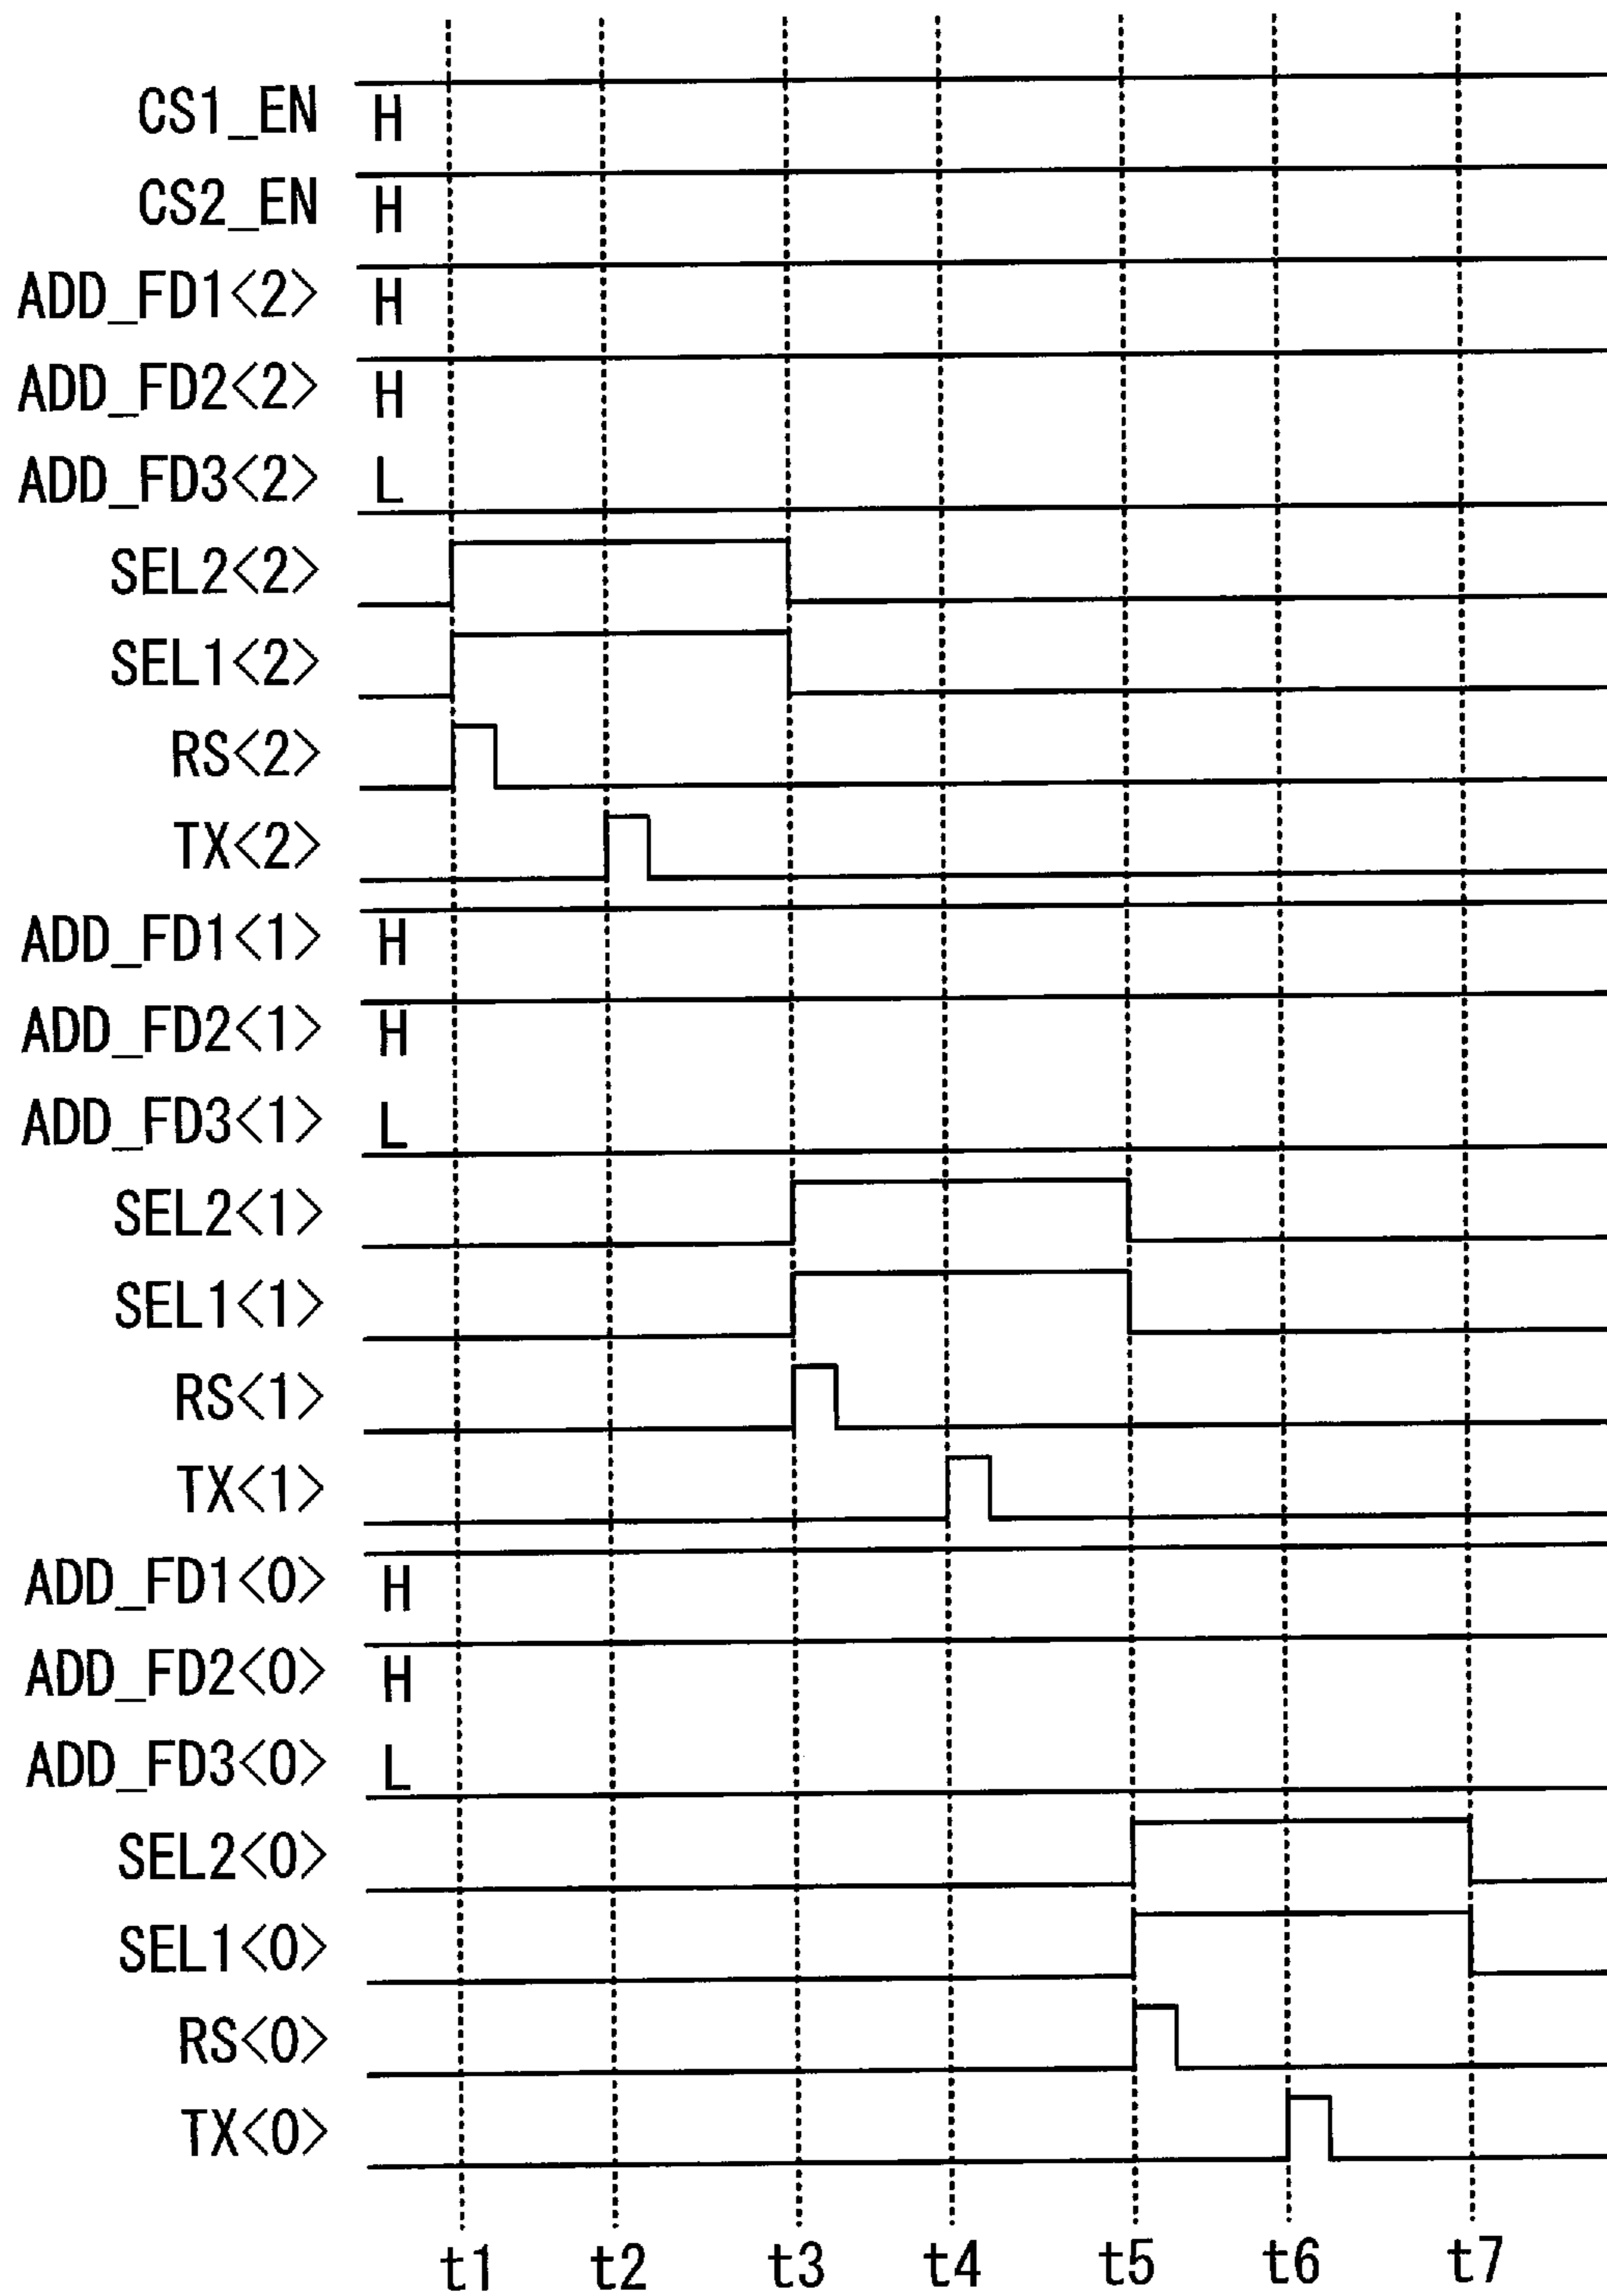 CS1_EN H
CS2_EN H
ADD_FD1<2> H
ADD_FD2<2> H
ADD_FD3<2> L
SEL2<2>
SEL1<2>
RS<2>
TX<2>
ADD_FD1<1> H
ADD_FD2<1> H
ADD_FD3<1> L
SEL2<1>
SEL1<1>
RS<1>
TX<1>
ADD_FD1<0> H
ADD_FD2<0> H
ADD_FD3<0> L
SEL2<0>
SEL1<0>
RS<0>
TX<0>
t1 t2 t3 t4 t5 t6 t7